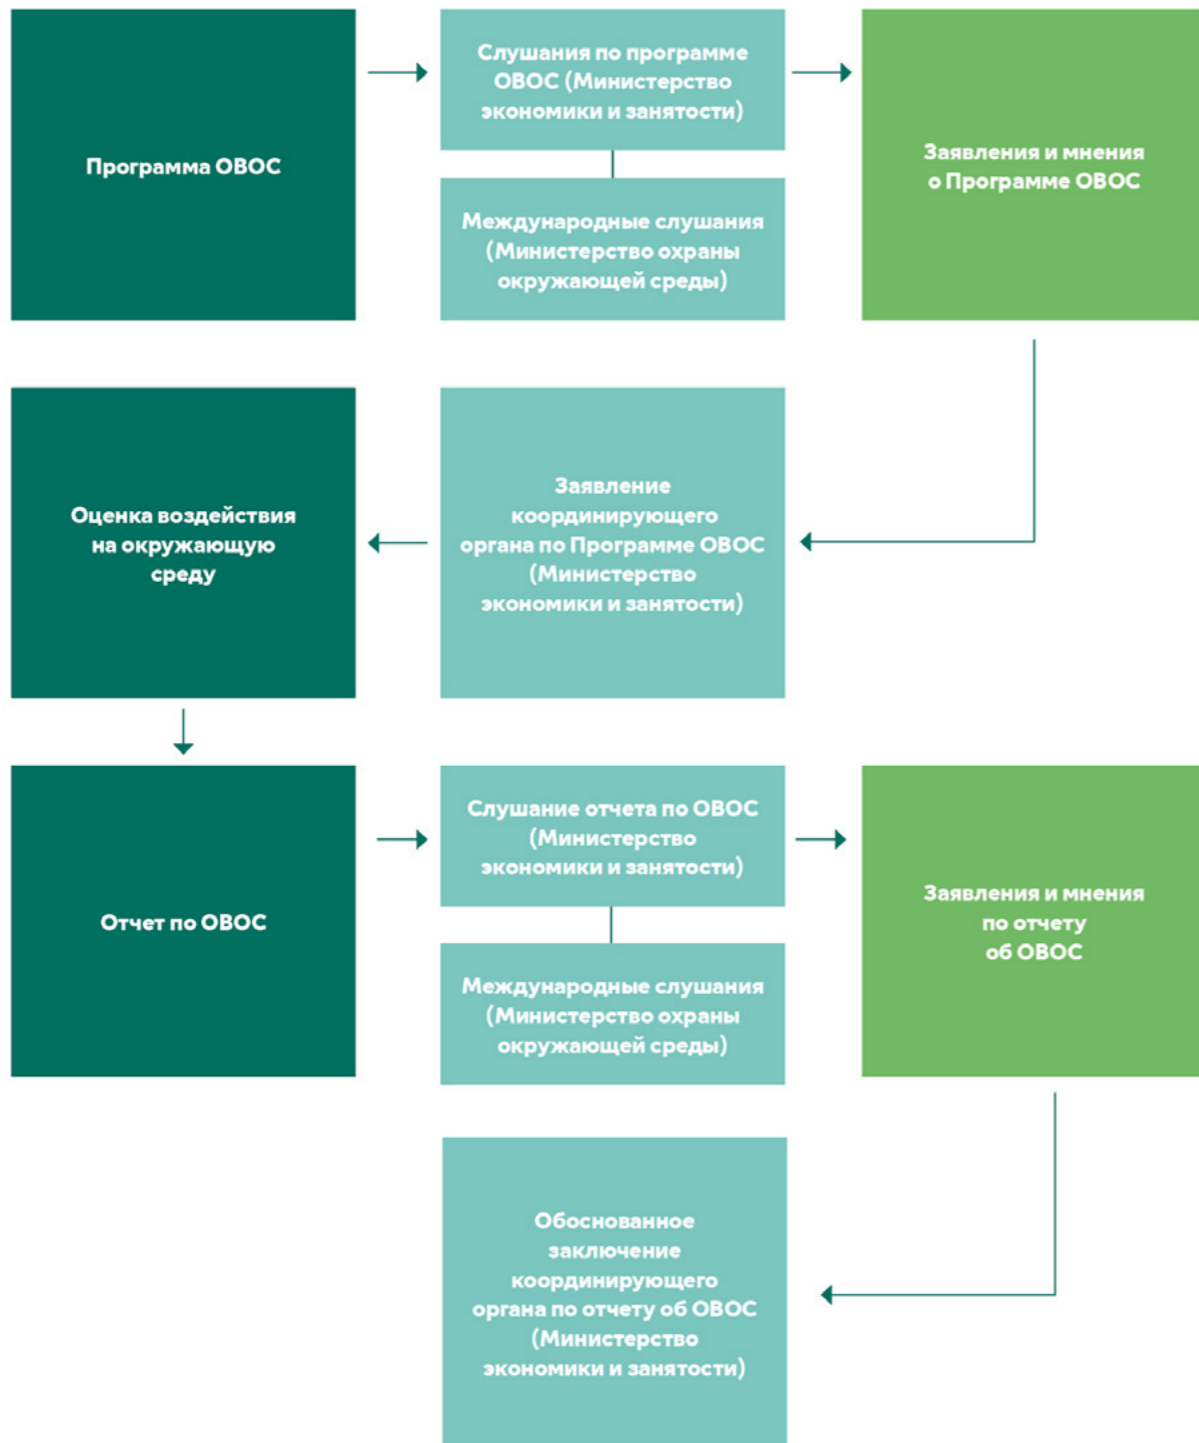 Программа ОВОС
Слушания по программе
ОВОС (Министерство
экономики и занятости)
Международные слушания
(Министерство охраны
окружающей среды)
Заявления и мнения
о Программе ОВОС
Заявление
координирующего
органа по Программе ОВОС
(Министерство
экономики и занятости)
Оценка воздействия
на окружающую
среду
Отчет по ОВОС
Слушание отчета по ОВОС
(Министерство
экономики и занятости)
Международные слушания
(Министерство охраны
окружающей среды)
Заявления и мнения
по отчету
об ОВОС
Обоснованное
заключение
координирующего
органа по отчету об ОВОС
(Министерство
экономики и занятости)